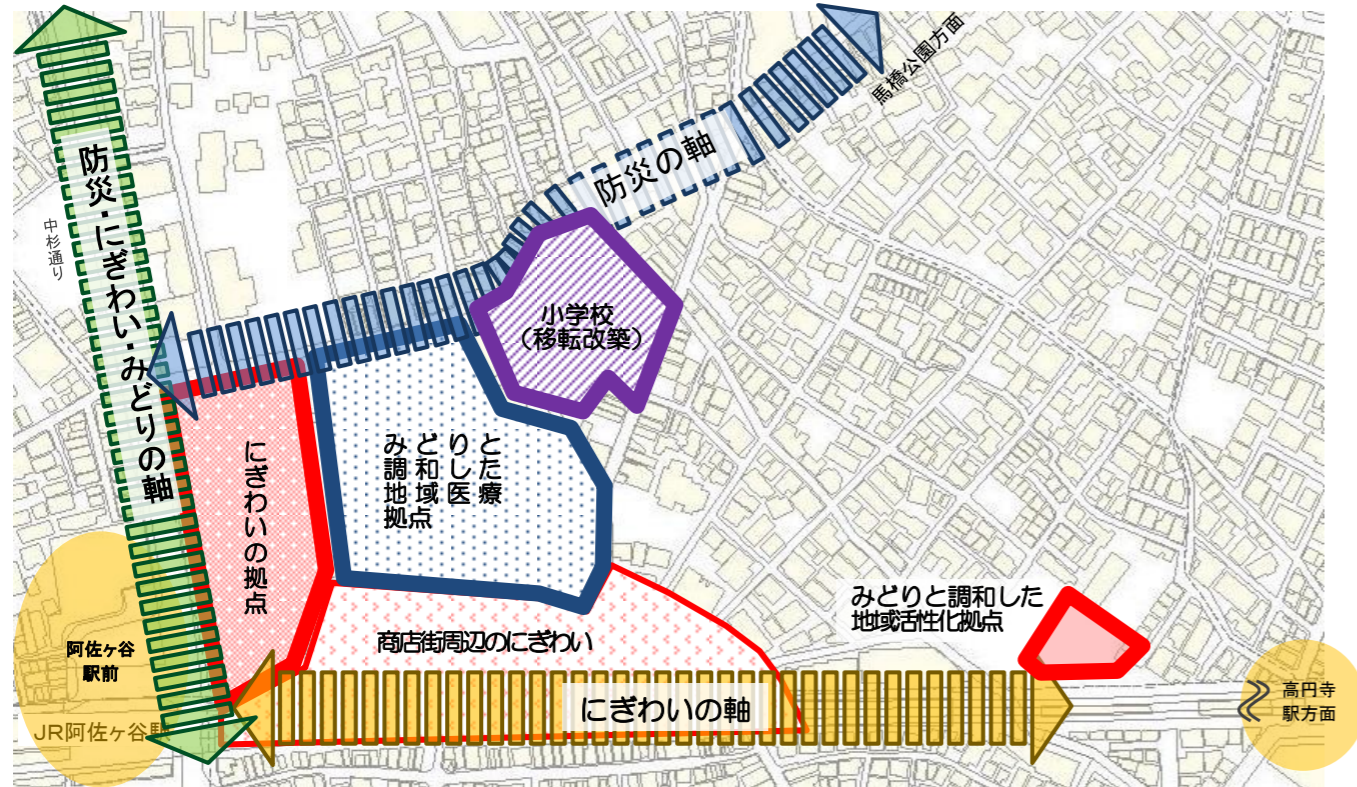 馬橋公園方面
防災の軸
防災・にぎわい・みどりの軸
中杉通り
小学校
（移転改築）
みどりと
調和した
地域医療
拠点
にぎわいの拠点
みどりと調和した
地域活性化拠点
商店街周辺のにぎわい
阿佐ヶ谷
駅前
にぎわいの軸
高円寺
駅方面
JR阿佐ヶ谷駅